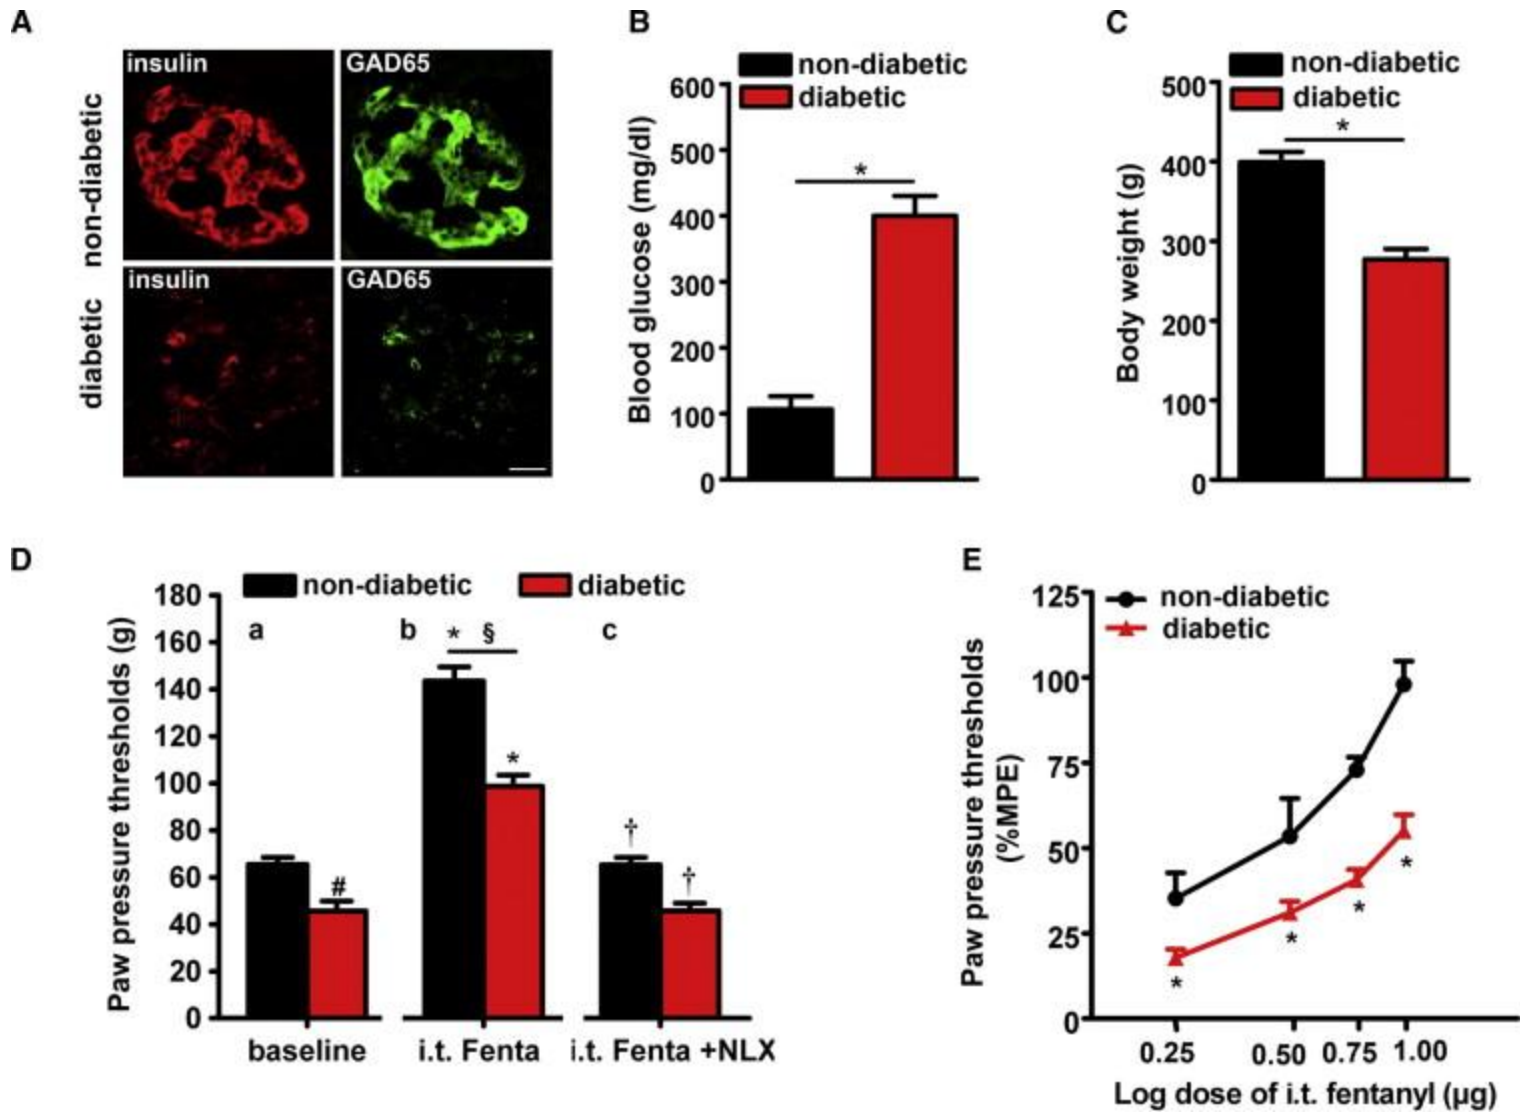 A
insulin
GAD65
non-diabetic
insulin
GAD65
diabetic
B
non-diabetic
diabetic
Blood glucose (mg/dl)
600
500
400
300
200
100
0
*
C
non-diabetic
diabetic
Body weight (g)
500
400
300
200
100
0
*
D
non-diabetic
diabetic
Paw pressure thresholds (g)
180
160
140
120
100
80
60
40
20
0
a
b
c
* §
*
#
†
†
baseline
i.t. Fenta
i.t. Fenta +NLX
E
non-diabetic
diabetic
Paw pressure thresholds
(%MPE)
125
100
75
50
25
0
*
*
*
*
0.25 0.50 0.75 1.00
Log dose of i.t. fentanyl (µg)